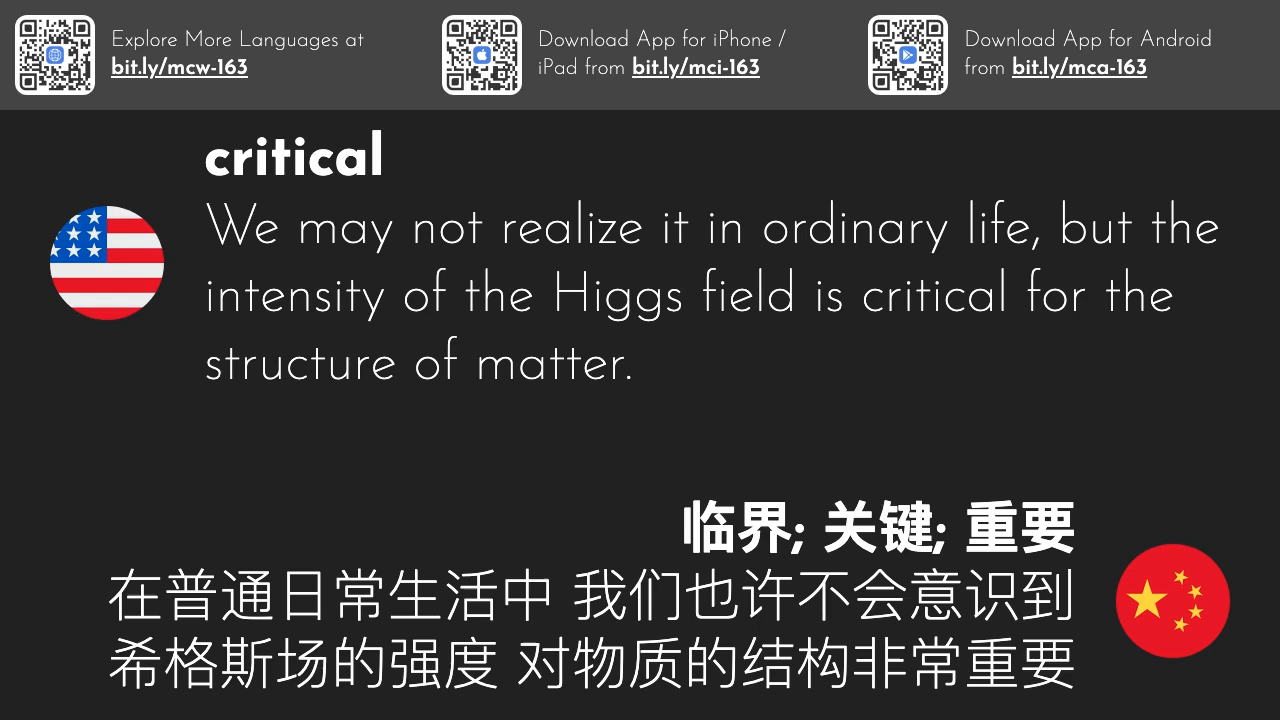 Explore More Languages at
bit.ly/mcw-163
Download App for iPhone /
iPad from bit.ly/mci-163
Download App for Android
from bit.ly/mca-163
critical
We may not realize it in ordinary life, but the
intensity of the Higgs field is critical for the
structure of matter.
临界; 关键; 重要
在普通日常生活中 我们也许不会意识到
希格斯场的强度 对物质的结构非常重要